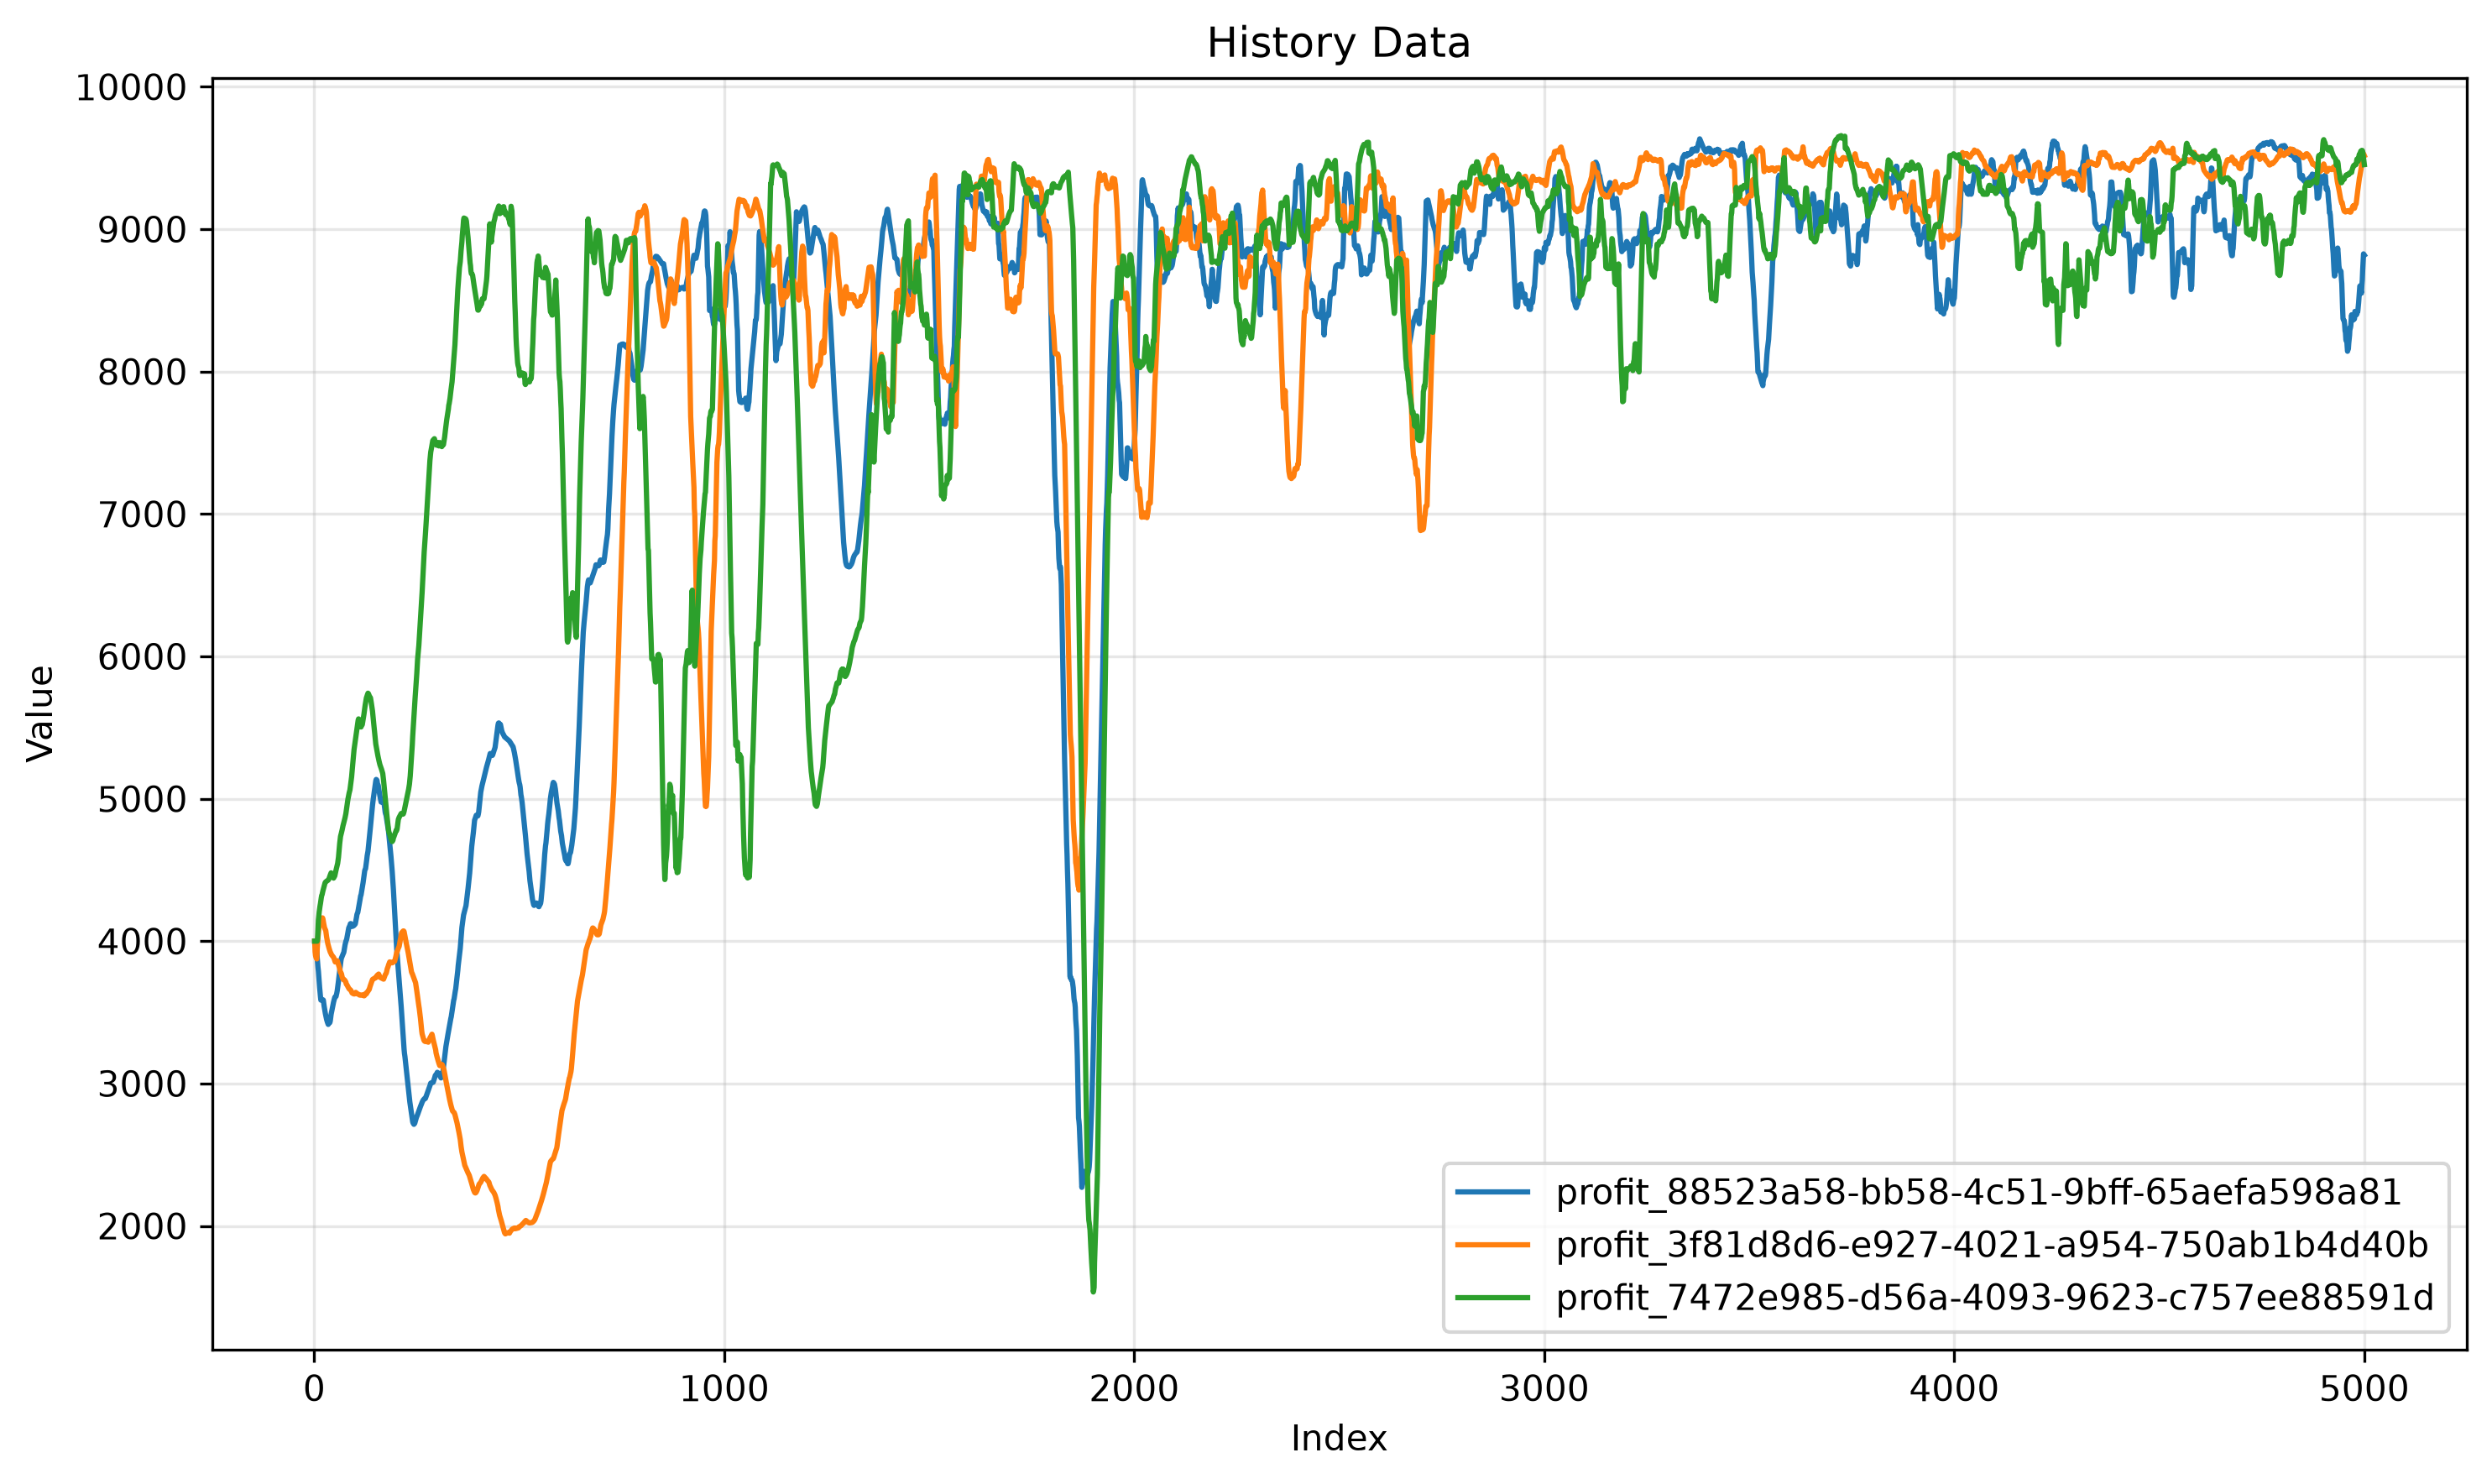 History Data
10000
9000
8000
7000
6000
5000
4000
3000
2000
Value
0 1000 2000 3000 4000 5000
Index
profit_88523a58-bb58-4c51-9bff-65aefa598a81
profit_3f81d8d6-e927-4021-a954-750ab1b4d40b
profit_7472e985-d56a-4093-9623-c757ee88591d